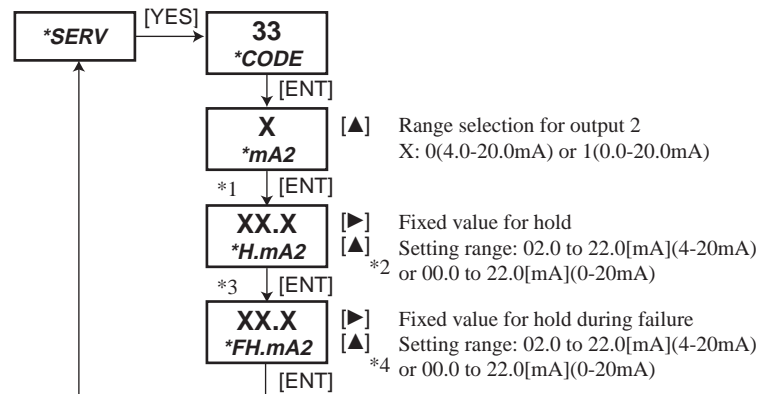 *SERV
[YES]
33
*CODE
[ENT]
X
*mA2
[▲] Range selection for output 2
X: 0(4.0-20.0mA) or 1(0.0-20.0mA)
*1 [ENT]
XX.X
*H.mA2
[►] Fixed value for hold
[▲] Setting range: 02.0 to 22.0[mA](4-20mA)
*2 or 00.0 to 22.0[mA](0-20mA)
*3 [ENT]
XX.X
*FH.mA2
[►] Fixed value for hold during failure
[▲] Setting range: 02.0 to 22.0[mA](4-20mA)
*4 or 00.0 to 22.0[mA](0-20mA)
[ENT]